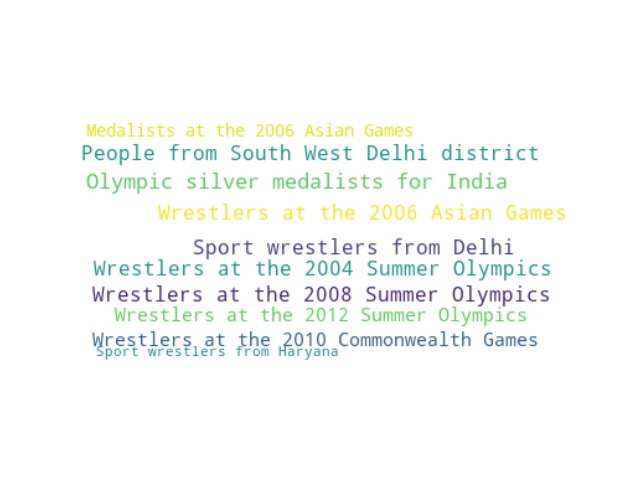 Medalists at the 2006 Asian Games
People from South West Delhi district
Olympic silver medalists for India
Wrestlers at the 2006 Asian Games
Sport wrestlers from Delhi
Wrestlers at the 2004 Summer Olympics
Wrestlers at the 2008 Summer Olympics
Wrestlers at the 2012 Summer Olympics
Wrestlers at the 2010 Commonwealth Games
Sport wrestlers from Haryana